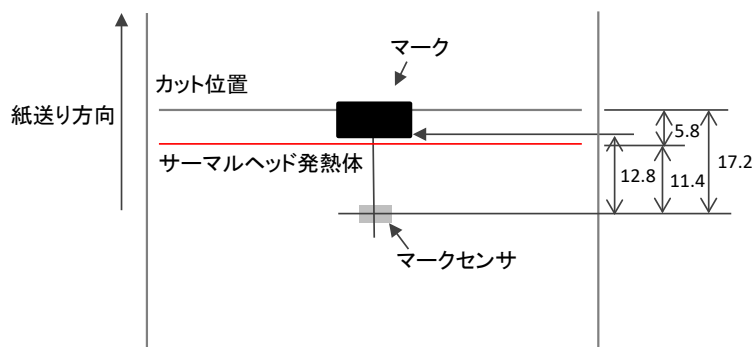 マーク
カット位置
紙送り方向
5.8
サーマルヘッド発熱体
12.8
11.4
17.2
マークセンサ